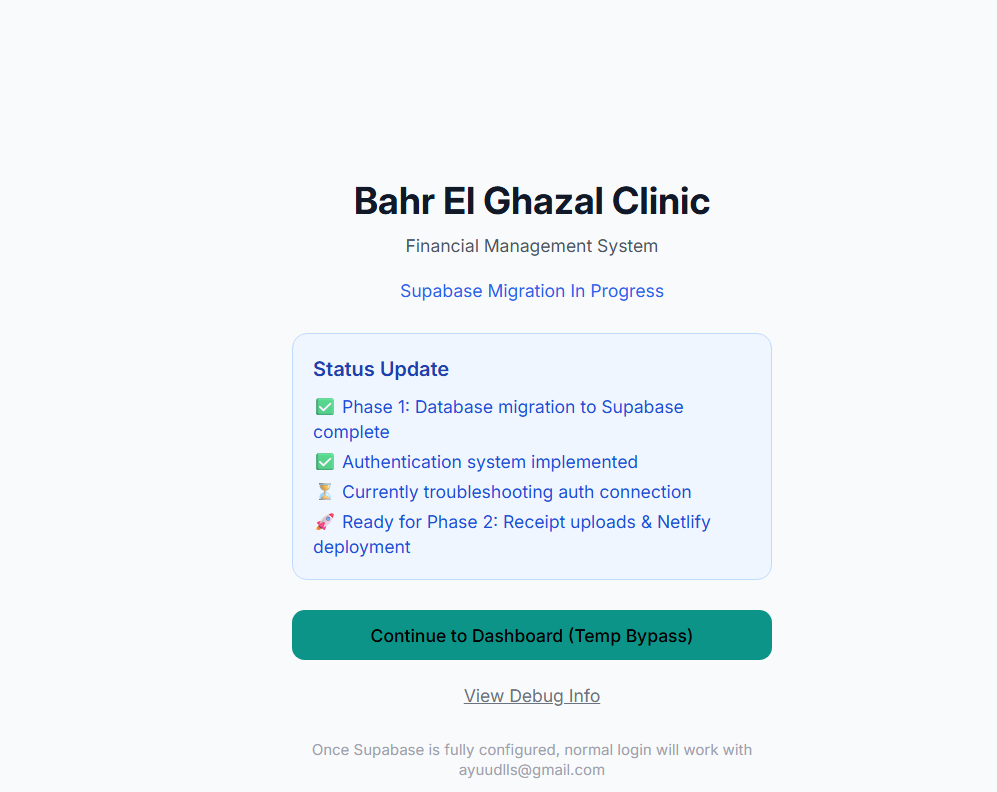 Bahr El Ghazal Clinic
Financial Management System
Supabase Migration In Progress
Status Update
✅ Phase 1: Database migration to Supabase
complete
✅ Authentication system implemented
⏳ Currently troubleshooting auth connection
🚀 Ready for Phase 2: Receipt uploads & Netlify
deployment
Continue to Dashboard (Temp Bypass)
View Debug Info
Once Supabase is fully configured, normal login will work with
ayuudlls@gmail.com